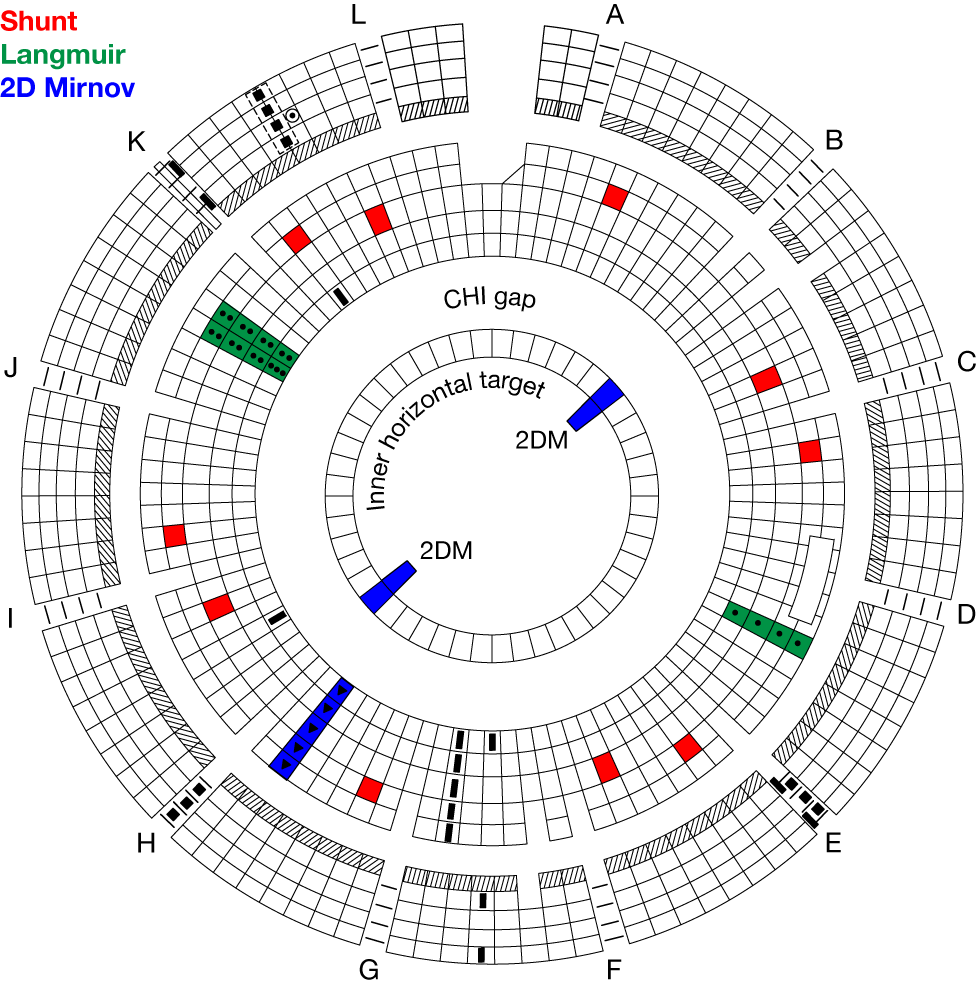 Shunt
Langmuir
2D Mirnov
L
A
K
B
CHI gap
J
C
Inner horizontal target
2DM
2DM
I
D
H
E
G
F